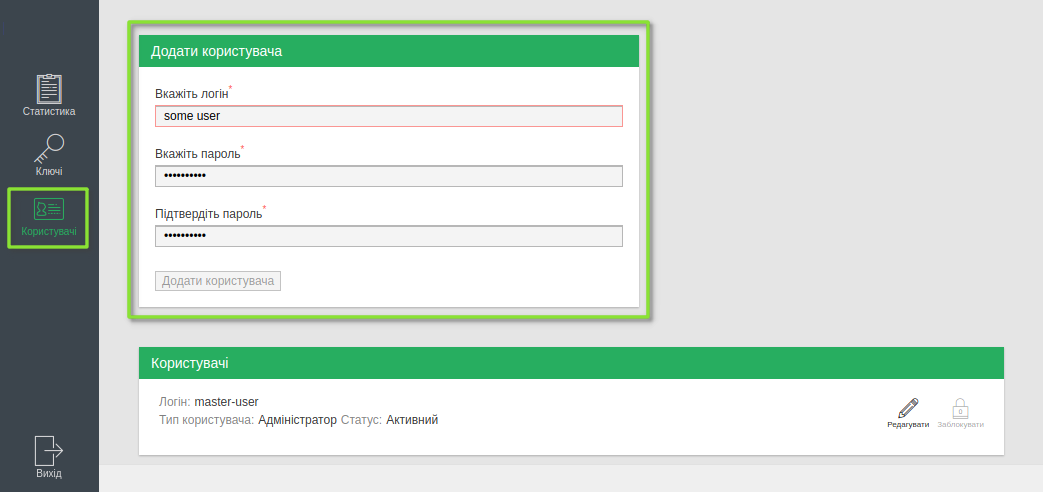 Статистика
Ключі
Користувачі
Вихід
Додати користувача
Вкажіть логін*
some user
Вкажіть пароль*
••••••••••
Підтвердіть пароль*
••••••••••
Додати користувача
Користувачі
Логін: master-user
Тип користувача: Адміністратор Статус: Активний
Редагувати
0
Заблокувати